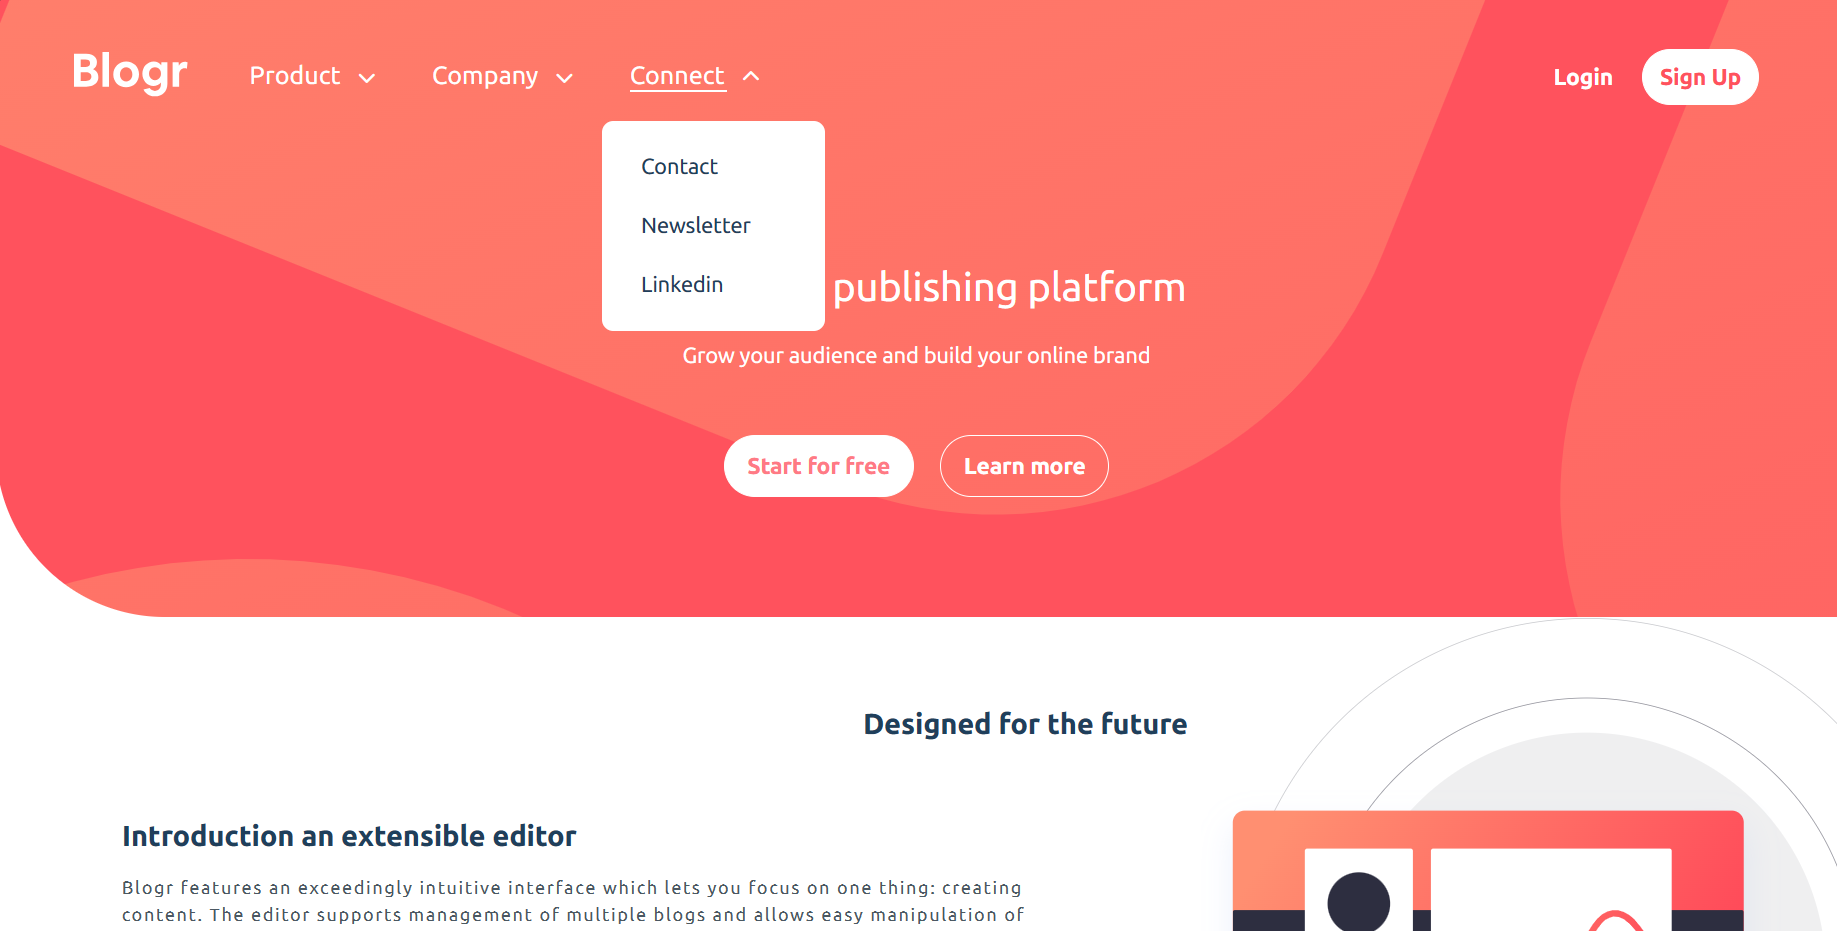 Blogr Product Company Connect Login Sign Up
Contact
Newsletter
Linkedin
publishing platform
Grow your audience and build your online brand
Start for free Learn more
Designed for the future
Introduction an extensible editor
Blogr features an exceedingly intuitive interface which lets you focus on one thing: creating
content. The editor supports management of multiple blogs and allows easy manipulation of